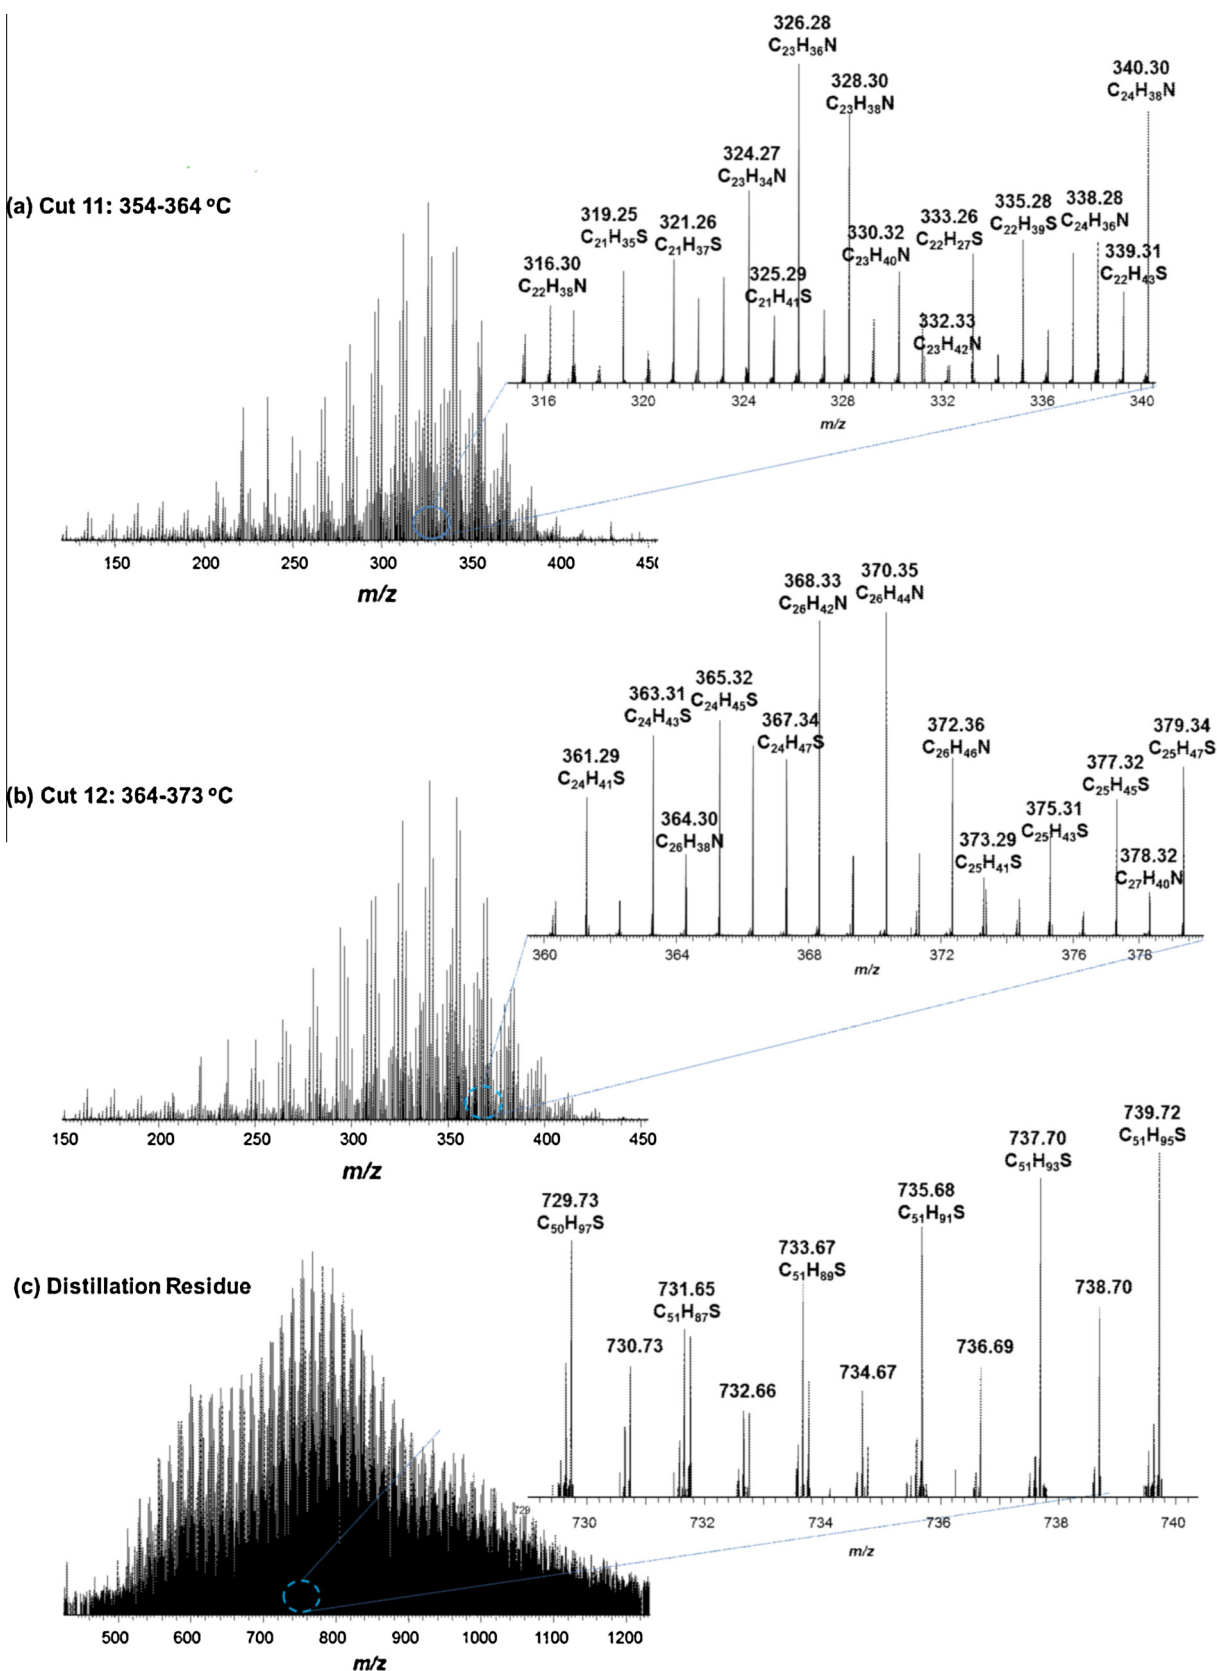 (a) Cut 11: 354-364 ºC
326.28
C₂₃H₃₆N
328.30
C₂₃H₃₈N
340.30
C₂₄H₃₈N
324.27
C₂₃H₃₄N
319.25
C₂₁H₃₅S
321.26
C₂₁H₃₇S
316.30
C₂₂H₃₈N
325.29
C₂₁H₄₁S
330.32
C₂₃H₄₀N
333.26
C₂₂H₂₇S
335.28
C₂₂H₃₉S
338.28
C₂₄H₃₆N
339.31
C₂₂H₄₃S
332.33
C₂₃H₄₂N
316 320 324 328 332 336 340
m/z
150 200 250 300 350 400 450
m/z
(b) Cut 12: 364-373 ºC
368.33
C₂₆H₄₂N
370.35
C₂₆H₄₄N
363.31
C₂₄H₄₃S
365.32
C₂₄H₄₅S
367.34
C₂₄H₄₇S
361.29
C₂₄H₄₁S
364.30
C₂₆H₃₈N
372.36
C₂₆H₄₆N
379.34
C₂₅H₄₇S
377.32
C₂₅H₄₅S
375.31
C₂₅H₄₃S
373.29
C₂₅H₄₁S
378.32
C₂₇H₄₀N
360 364 368 372 376 378
m/z
150 200 250 300 350 400 450
m/z
(c) Distillation Residue
739.72
C₅₁H₉₅S
737.70
C₅₁H₉₃S
729.73
C₅₀H₉₇S
735.68
C₅₁H₉₁S
733.67
C₅₁H₈₉S
731.65
C₅₁H₈₇S
738.70
730.73
736.69
734.67
732.66
729 730 732 734 736 738 740
m/z
500 600 700 800 900 1000 1100 1200
m/z